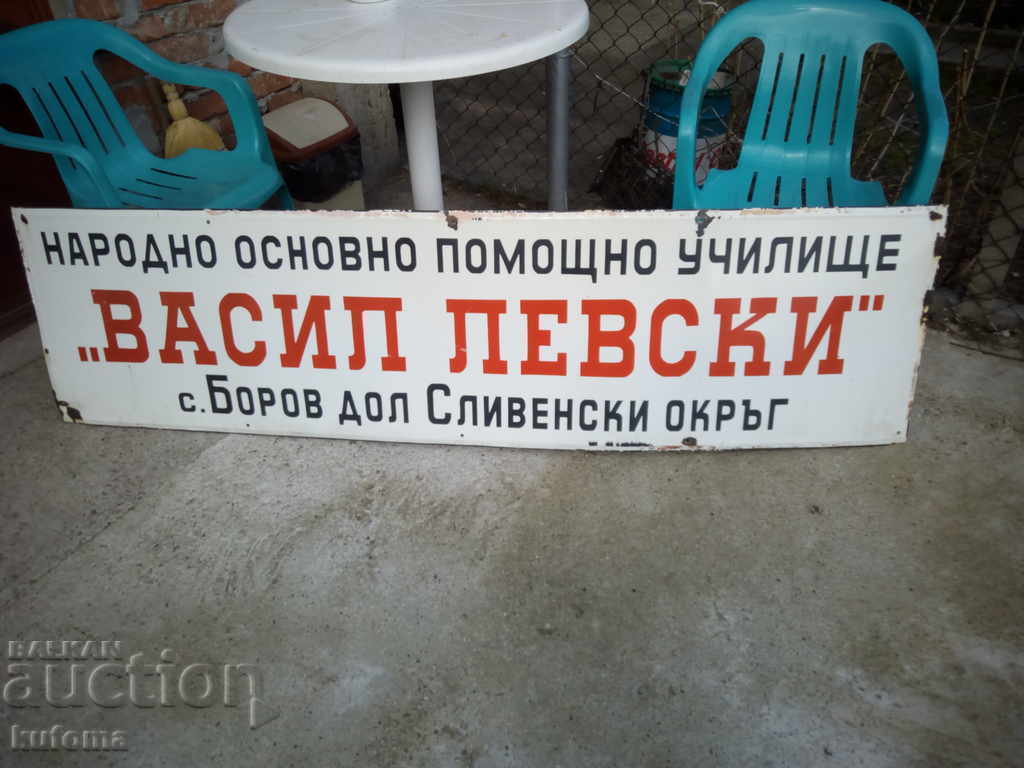 НАРОДНО ОСНОВНО ПОМОЩНО УЧИЛИЩЕ
„ВАСИЛ ЛЕВСКИ"
с. БОРОВ ДОЛ СЛИВЕНСКИ ОКРЪГ
BALKAN
auction
kufoma